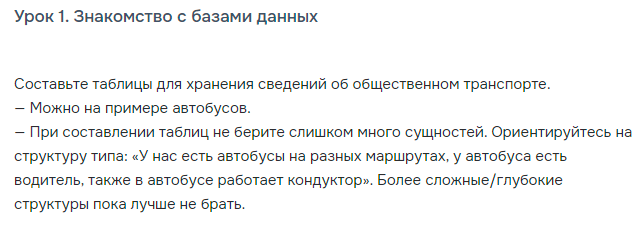 Урок 1. Знакомство с базами данных
Составьте таблицы для хранения сведений об общественном транспорте.
— Можно на примере автобусов.
— При составлении таблиц не берите слишком много сущностей. Ориентируйтесь на
структуру типа: «У нас есть автобусы на разных маршрутах, у автобуса есть
водитель, также в автобусе работает кондуктор». Более сложные/глубокие
структуры пока лучше не брать.